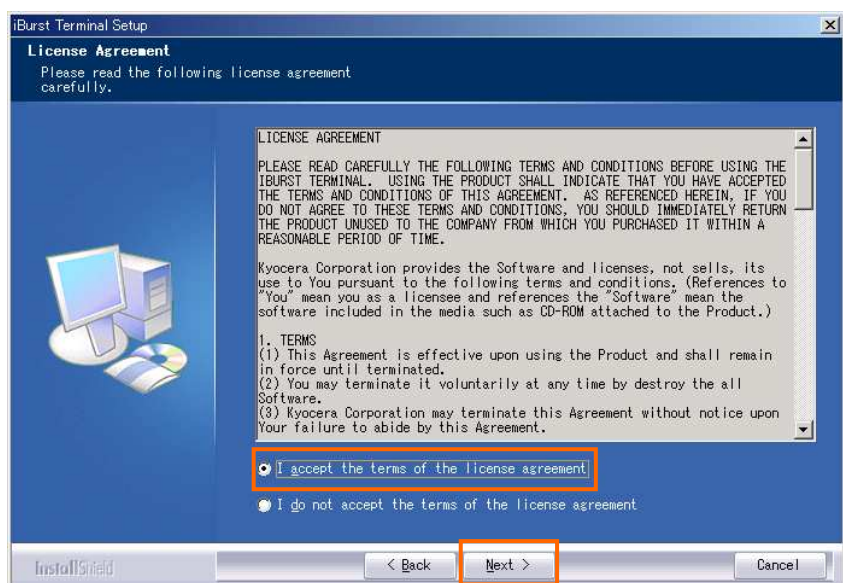 iBurst Terminal Setup
License Agreement
Please read the following license agreement
carefully.
LICENSE AGREEMENT
PLEASE READ CAREFULLY THE FOLLOWING TERMS AND CONDITIONS BEFORE USING THE
IBURST TERMINAL. USING THE PRODUCT SHALL INDICATE THAT YOU HAVE ACCEPTED
THE TERMS AND CONDITIONS OF THIS AGREEMENT. AS REFERENCED HEREIN, IF YOU
DO NOT AGREE TO THESE TERMS AND CONDITIONS, YOU SHOULD IMMEDIATELY RETURN
THE PRODUCT UNUSED TO THE COMPANY FROM WHICH YOU PURCHASED IT WITHIN A
REASONABLE PERIOD OF TIME.
Kyocera Corporation provides the Software and licenses, not sells, its
use to You pursuant to the following terms and conditions. (References to
"You" mean you as a licensee and references the "Software" mean the
software included in the media such as CD-ROM attached to the Product.)
1. TERMS
(1) This Agreement is effective upon using the Product and shall remain
in force until terminated.
(2) You may terminate it voluntarily at any time by destroy the all
Software.
(3) Kyocera Corporation may terminate this Agreement without notice upon
Your failure to abide by this Agreement.
I accept the terms of the license agreement
I do not accept the terms of the license agreement
InstallShield
< Back
Next >
Cancel